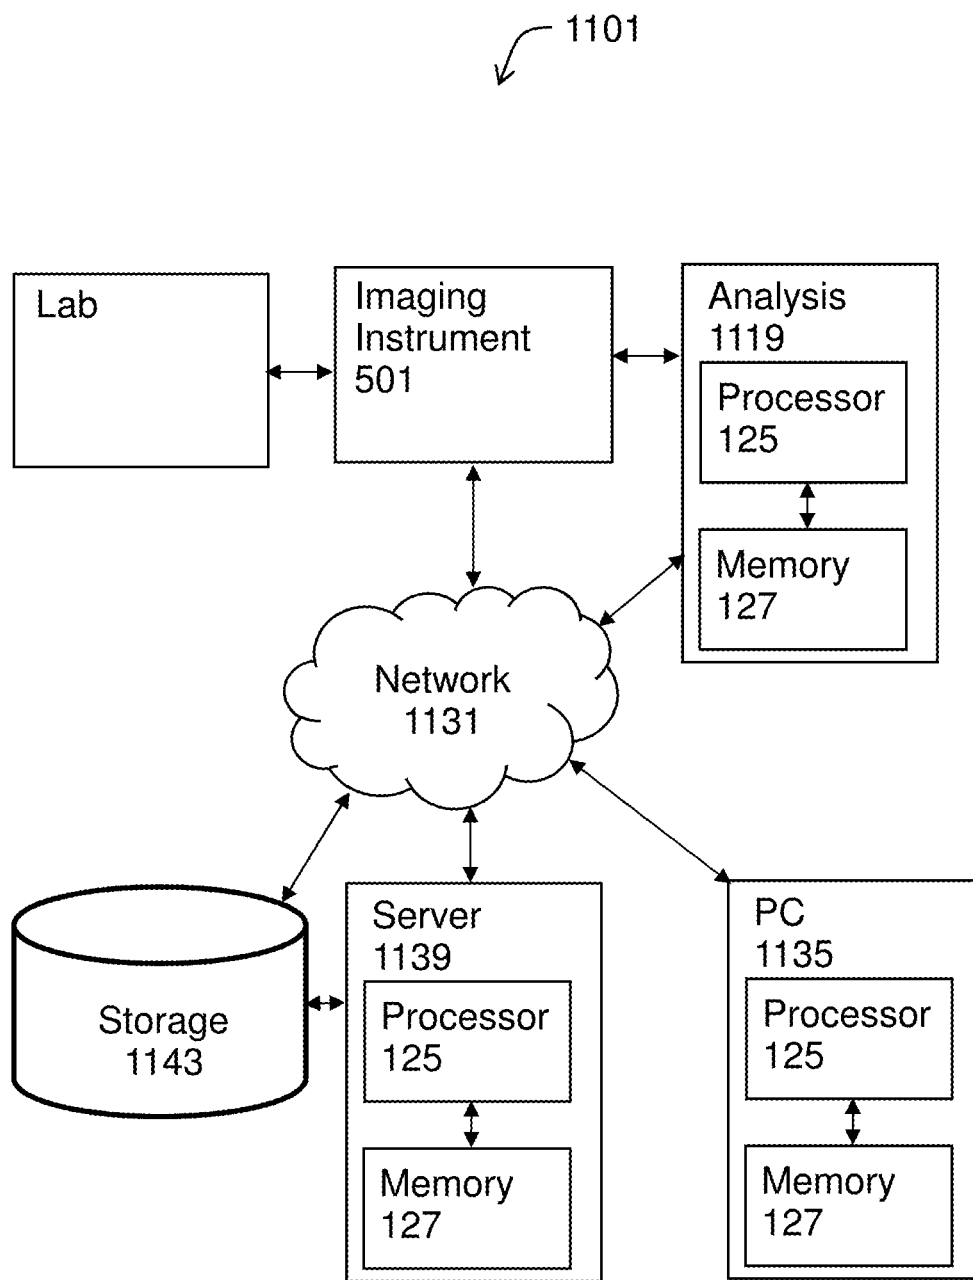 1101
Lab
Imaging
Instrument
501
Analysis
1119
Processor
125
Memory
127
Network
1131
Storage
1143
Server
1139
Processor
125
Memory
127
PC
1135
Processor
125
Memory
127